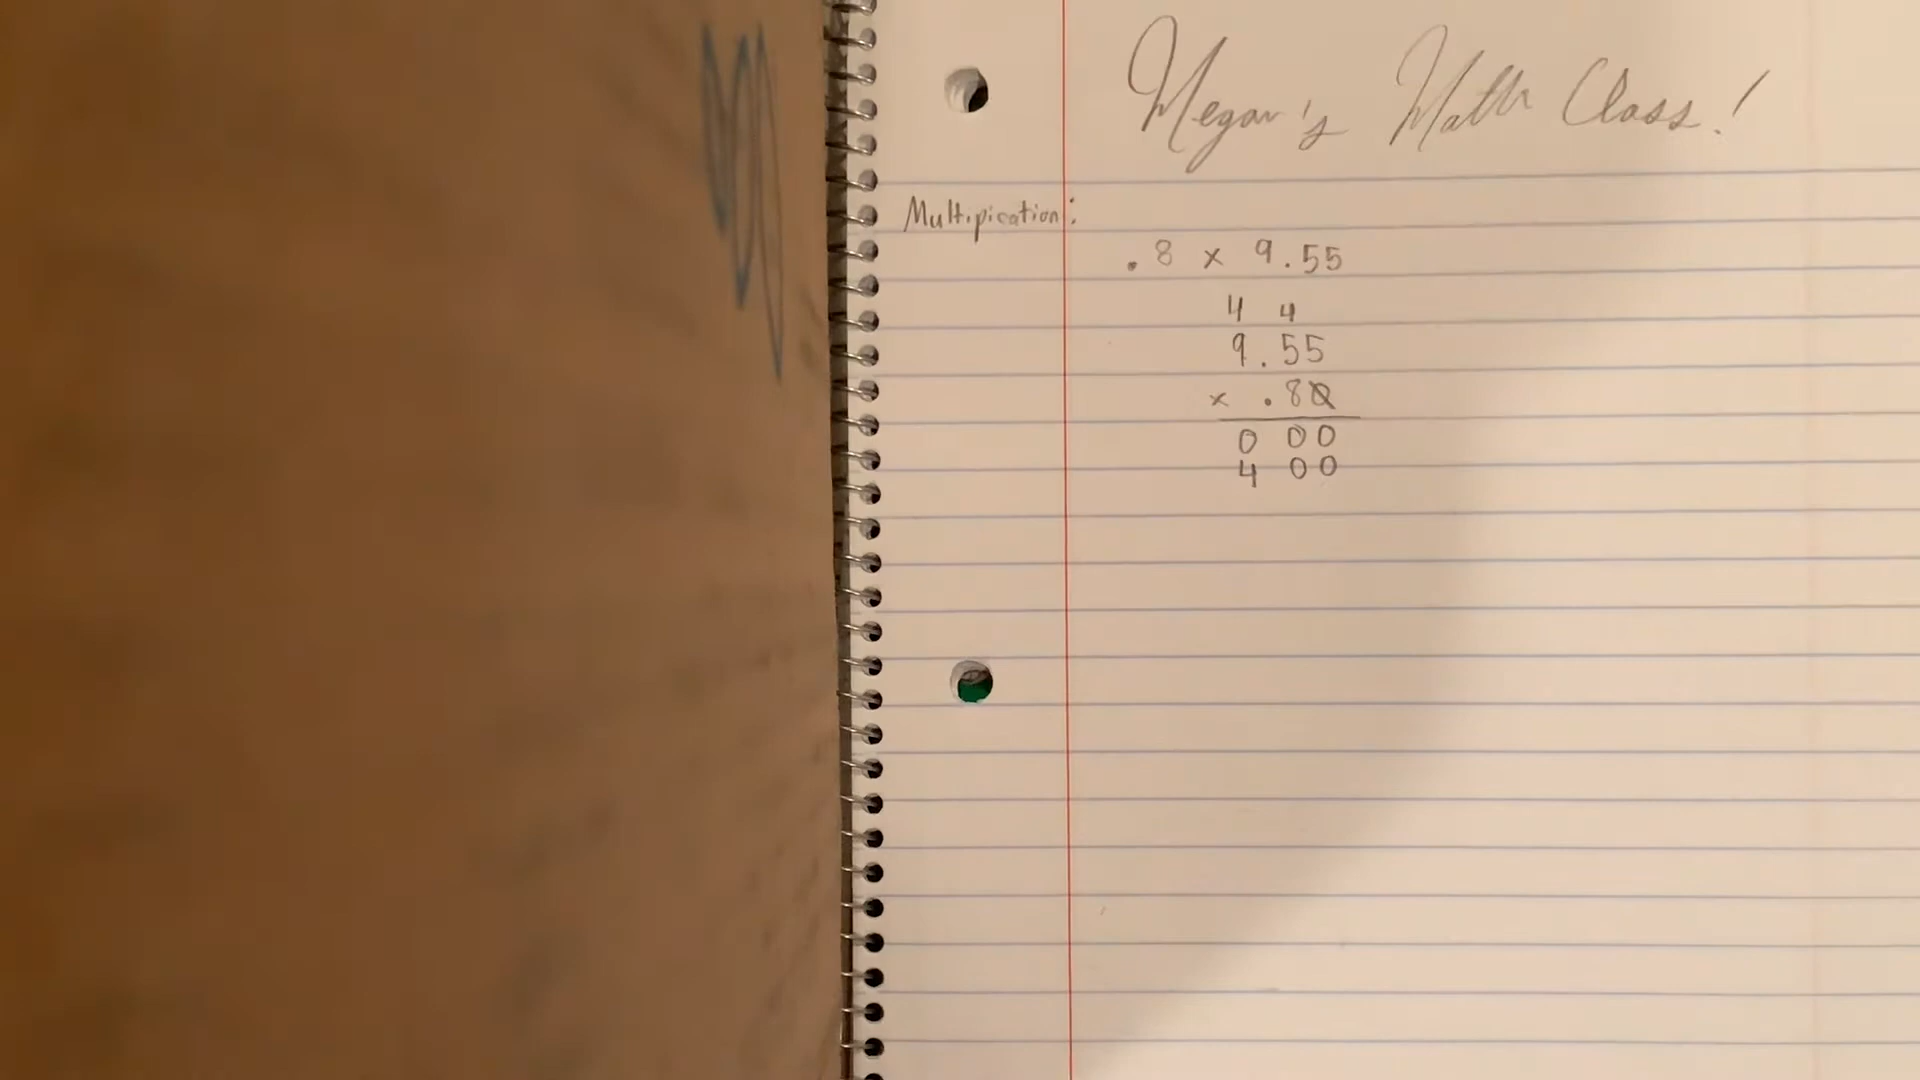 Megan's Math Class!
Multipication:
.8 x 9.55
4 4
9.55
x .80
0 00
4 00